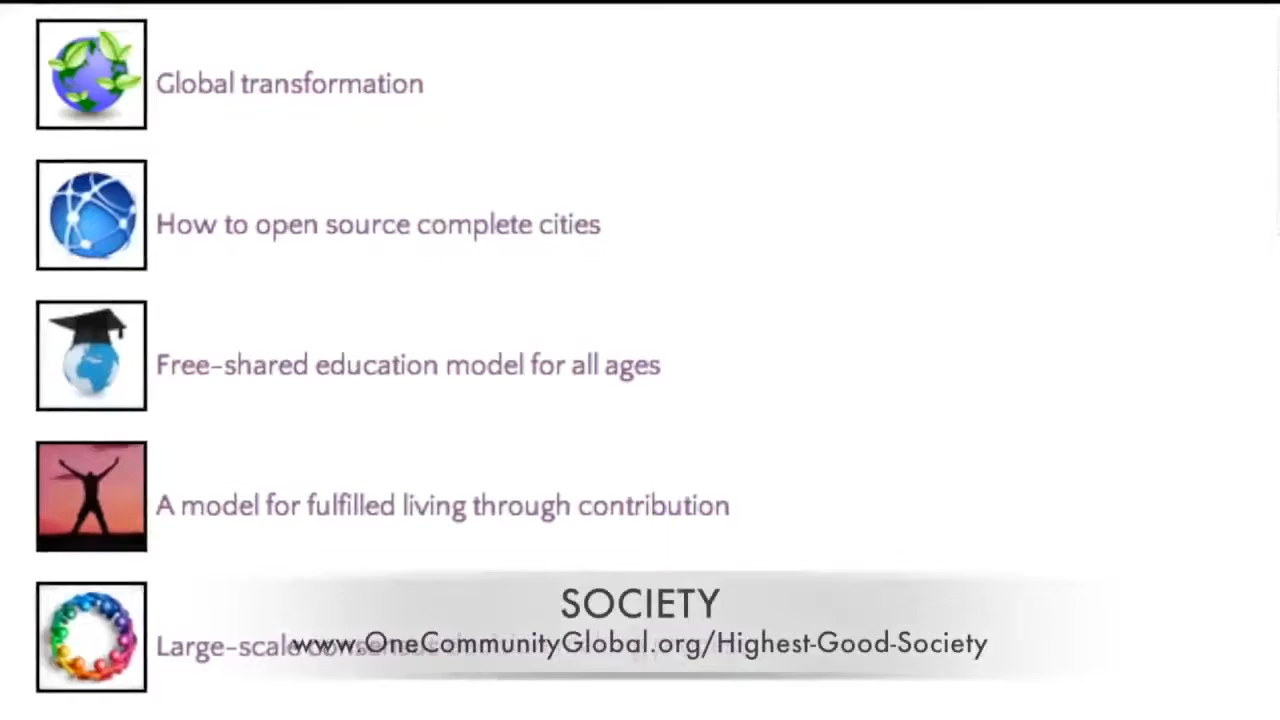 Global transformation
How to open source complete cities
Free-shared education model for all ages
A model for fulfilled living through contribution
SOCIETY
Large-scale
www.OneCommunityGlobal.org/Highest-Good-Society